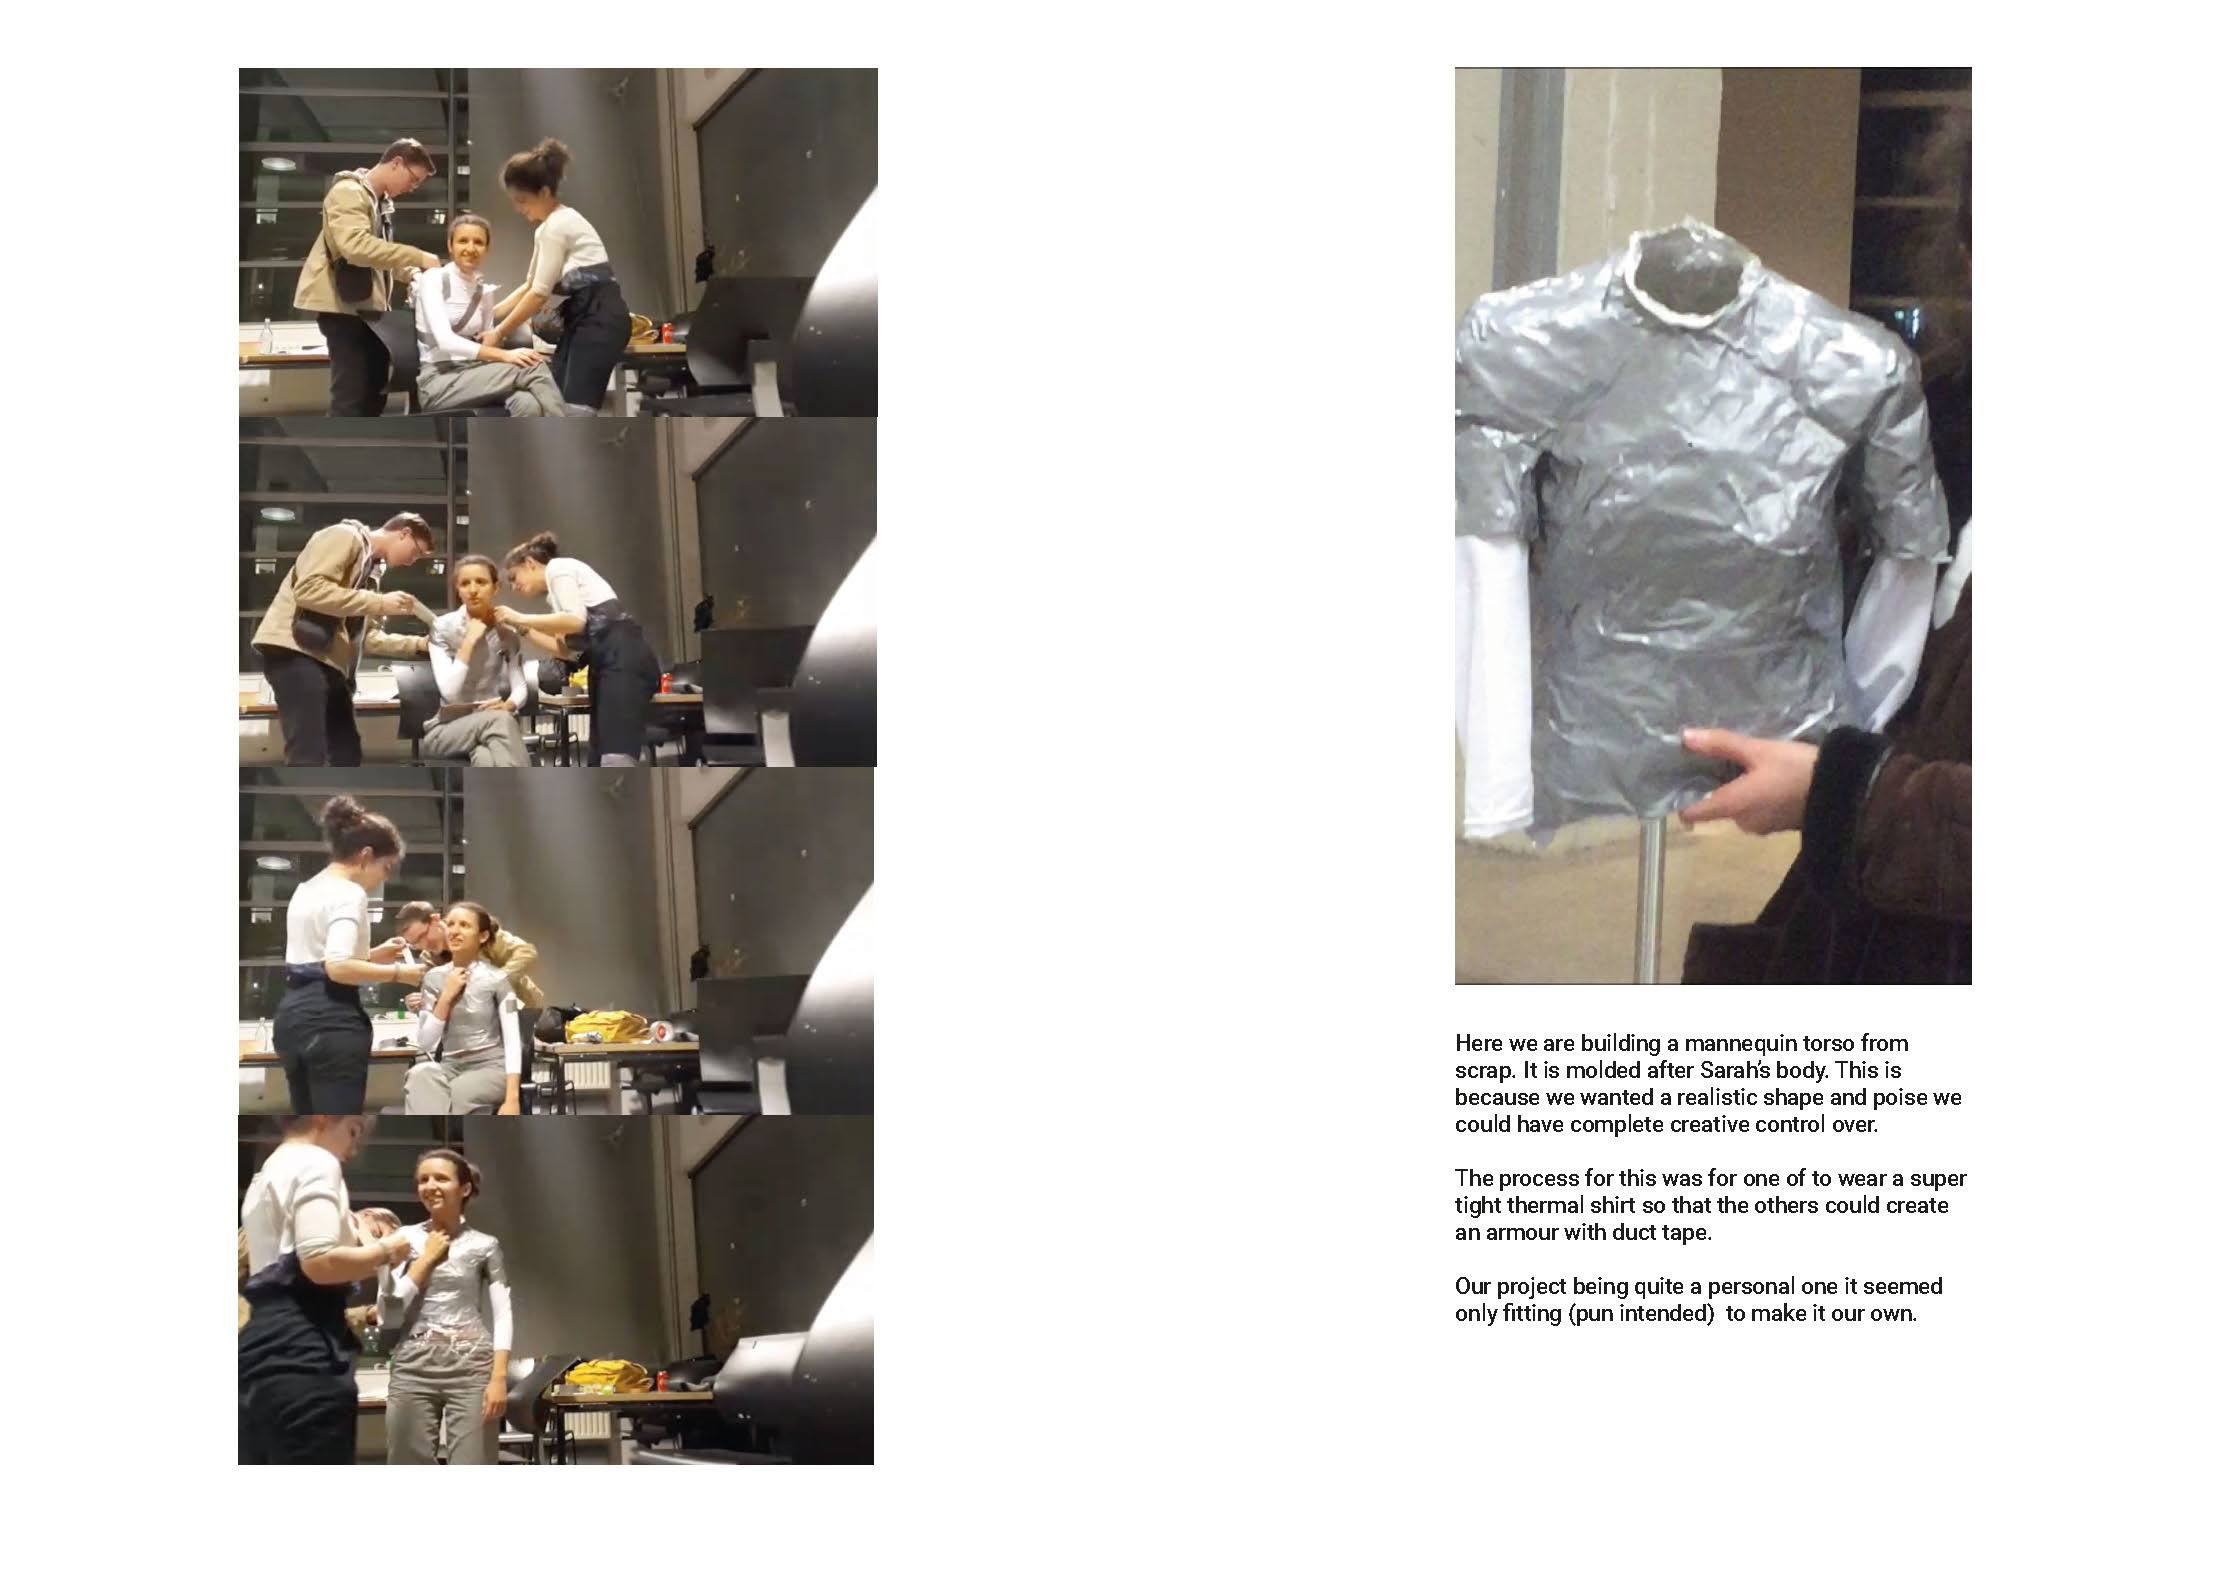 Here we are building a mannequin torso from
scrap. It is molded after Sarah's body. This is
because we wanted a realistic shape and poise we
could have complete creative control over.
The process for this was for one of to wear a super
tight thermal shirt so that the others could create
an armour with duct tape.
Our project being quite a personal one it seemed
only fitting (pun intended)  to make it our own.